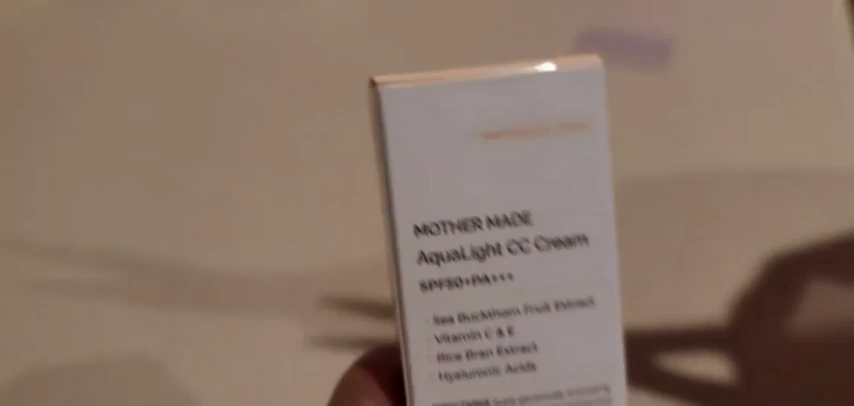 MOTHER MADE
AquaLight CC Cream
SPF50+PA+++
· Sea Buckthorn Fruit Extract
· Vitamin C & E
· Rice Bran Extract
· Hyaluronic Acids